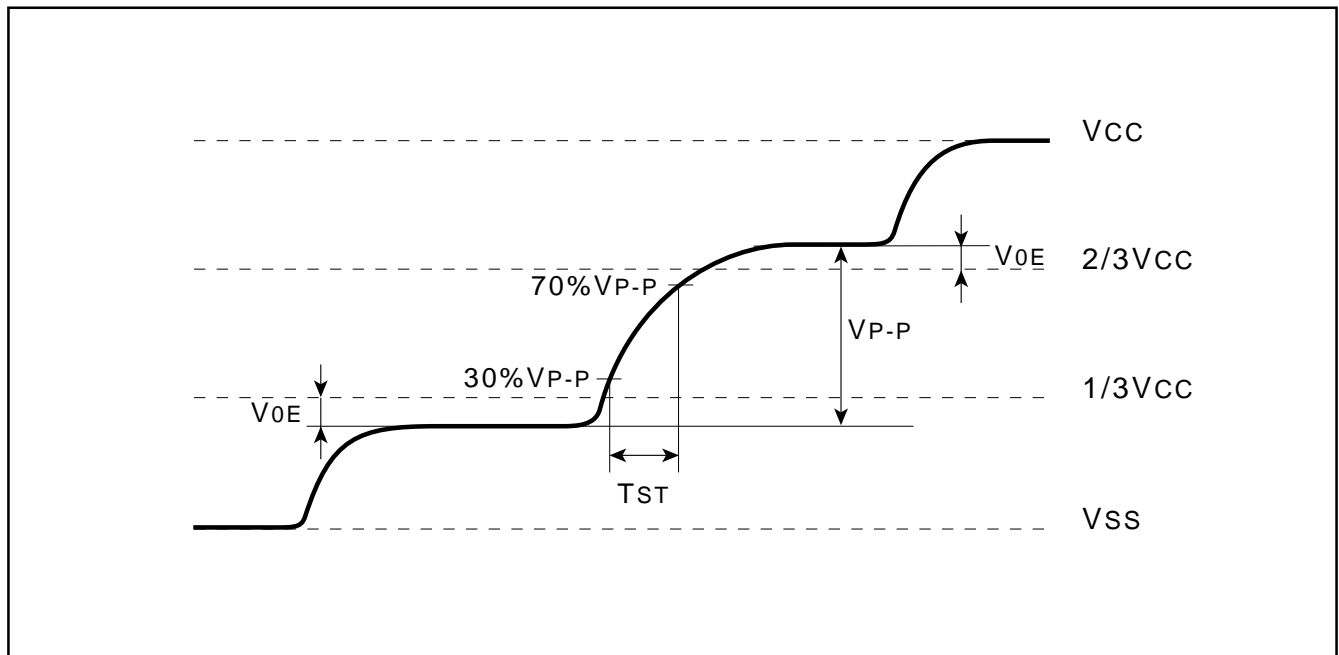 VCC
V0E
2/3VCC
70%VP-P
VP-P
30%VP-P
1/3VCC
V0E
TST
VSS